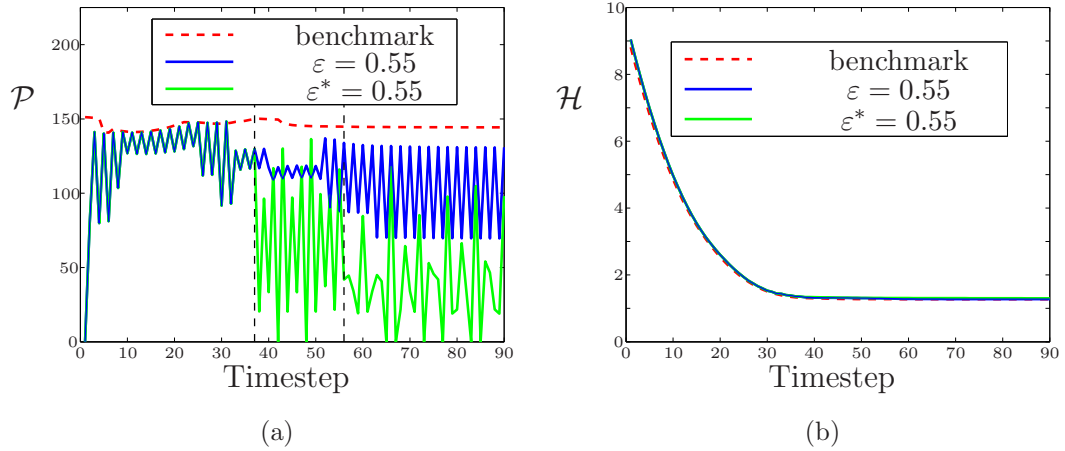 benchmark
ε = 0.55
ε* = 0.55
200
150
100
50
0
𝒫
0 10 20 30 40 50 60 70 80 90
Timestep
(a)
benchmark
ε = 0.55
ε* = 0.55
10
8
6
4
2
0
ℋ
0 10 20 30 40 50 60 70 80 90
Timestep
(b)